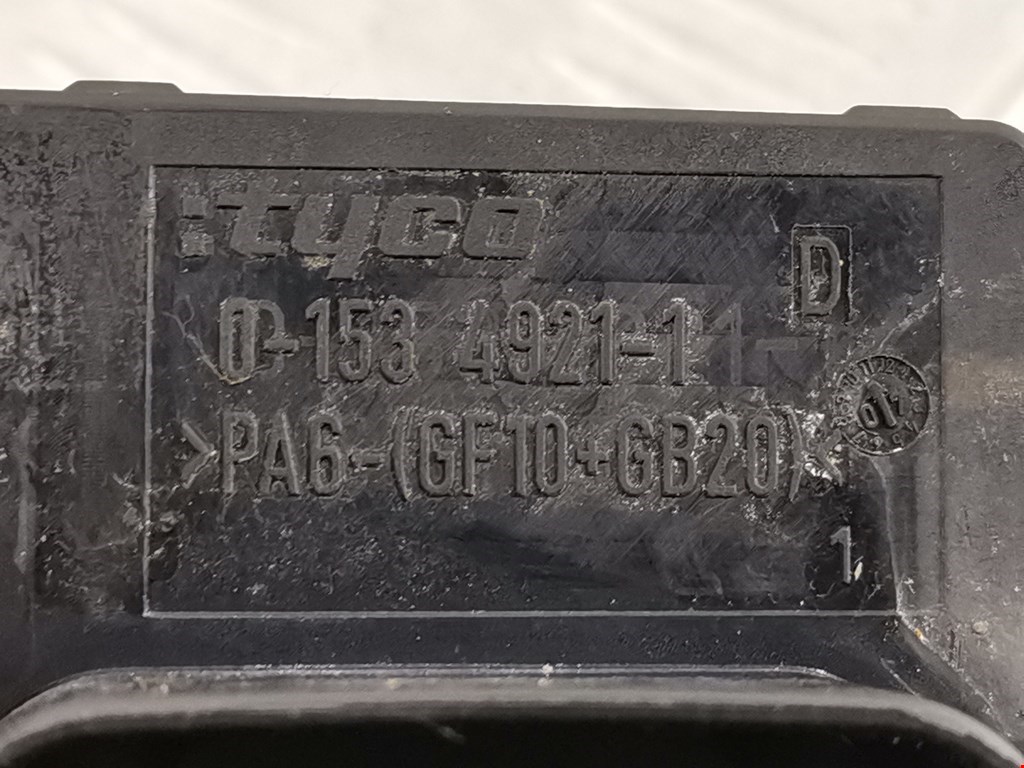 tyco
D
0-153 4921-1
>PA6-(GF10+GB20)<
1